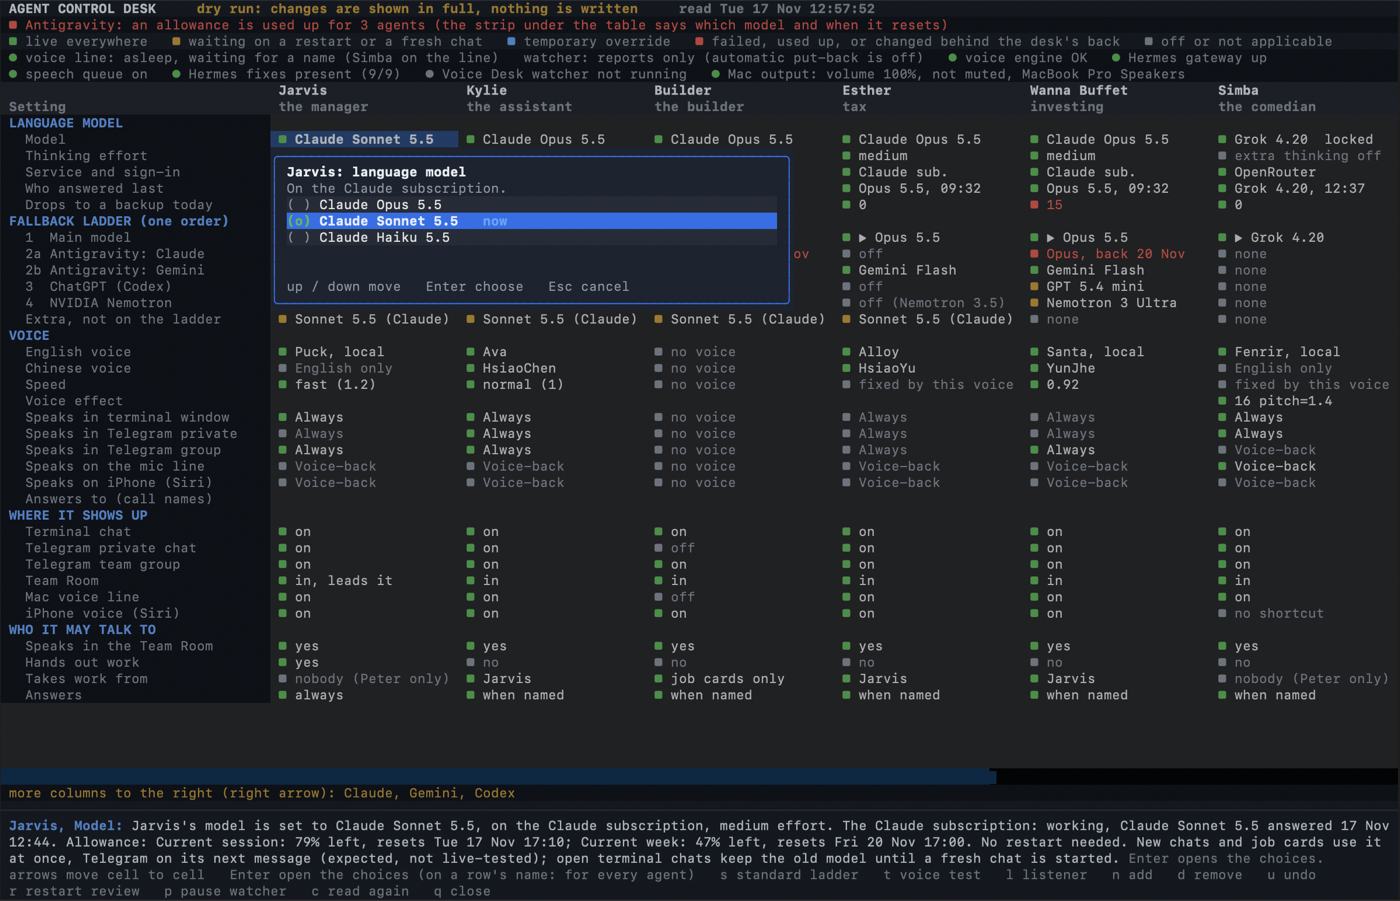 AGENT CONTROL DESK dry run: changes are shown in full, nothing is written read Tue 17 Nov 12:57:52
Antigravity: an allowance is used up for 3 agents (the strip under the table says which model and when it resets)
live everywhere waiting on a restart or a fresh chat temporary override failed, used up, or changed behind the desk's back off or not applicable
voice line: asleep, waiting for a name (Simba on the line) watcher: reports only (automatic put-back is off) voice engine OK Hermes gateway up
speech queue on Hermes fixes present (9/9) Voice Desk watcher not running Mac output: volume 100%, not muted, MacBook Pro Speakers
Jarvis Kylie Builder Esther Wanna Buffet Simba
Setting the manager the assistant the builder tax investing the comedian
LANGUAGE MODEL
Model Claude Sonnet 5.5 Claude Opus 5.5 Claude Opus 5.5 Claude Opus 5.5 Claude Opus 5.5 Grok 4.20 locked
Thinking effort medium medium extra thinking off
Jarvis: language model
Service and sign-in Claude sub. Claude sub. OpenRouter
On the Claude subscription.
Who answered last Opus 5.5, 09:32 Opus 5.5, 09:32 Grok 4.20, 12:37
( ) Claude Opus 5.5
Drops to a backup today 0 15 0
(o) Claude Sonnet 5.5 now
FALLBACK LADDER (one order)
( ) Claude Haiku 5.5
1 Main model ▶ Opus 5.5 ▶ Opus 5.5 ▶ Grok 4.20
2a Antigravity: Claude ov off Opus, back 20 Nov none
2b Antigravity: Gemini Gemini Flash Gemini Flash none
up / down move Enter choose Esc cancel
3 ChatGPT (Codex) off GPT 5.4 mini none
4 NVIDIA Nemotron off (Nemotron 3.5) Nemotron 3 Ultra none
Extra, not on the ladder Sonnet 5.5 (Claude) Sonnet 5.5 (Claude) Sonnet 5.5 (Claude) Sonnet 5.5 (Claude) none none
VOICE
English voice Puck, local Ava no voice Alloy Santa, local Fenrir, local
Chinese voice English only HsiaoChen no voice HsiaoYu YunJhe English only
Speed fast (1.2) normal (1) no voice fixed by this voice 0.92 fixed by this voice
Voice effect 16 pitch=1.4
Speaks in terminal window Always Always no voice Always Always Always
Speaks in Telegram private Always Always no voice Always Always Always
Speaks in Telegram group Always Always no voice Always Always Voice-back
Speaks on the mic line Voice-back Voice-back no voice Voice-back Voice-back Voice-back
Speaks on iPhone (Siri) Voice-back Voice-back no voice Voice-back Voice-back Voice-back
Answers to (call names)
WHERE IT SHOWS UP
Terminal chat on on on on on on
Telegram private chat on on off on on on
Telegram team group on on on on on on
Team Room in, leads it in in in in in
Mac voice line on on off on on on
iPhone voice (Siri) on on on on on no shortcut
WHO IT MAY TALK TO
Speaks in the Team Room yes yes yes yes yes yes
Hands out work yes no no no no no
Takes work from nobody (Peter only) Jarvis job cards only Jarvis Jarvis nobody (Peter only)
Answers always when named when named when named when named when named
more columns to the right (right arrow): Claude, Gemini, Codex
Jarvis, Model: Jarvis's model is set to Claude Sonnet 5.5, on the Claude subscription, medium effort. The Claude subscription: working, Claude Sonnet 5.5 answered 17 Nov
12:44. Allowance: Current session: 79% left, resets Tue 17 Nov 17:10; Current week: 47% left, resets Fri 20 Nov 17:00. No restart needed. New chats and job cards use it
at once, Telegram on its next message (expected, not live-tested); open terminal chats keep the old model until a fresh chat is started. Enter opens the choices.
arrows move cell to cell Enter open the choices (on a row's name: for every agent) s standard ladder t voice test l listener n add d remove u undo
r restart review p pause watcher c read again q close